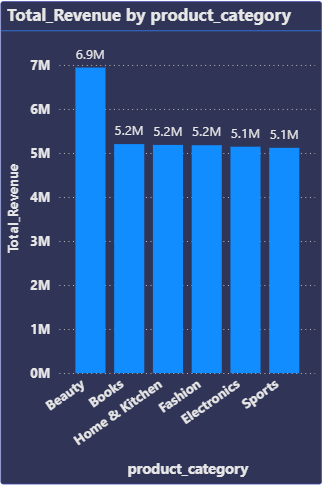 Total_Revenue by product_category
7M
6M
5M
4M
3M
2M
1M
0M
Total_Revenue
6.9M
5.2M
5.2M
5.2M
5.1M
5.1M
Beauty
Books
Home & Kitchen
Fashion
Electronics
Sports
product_category